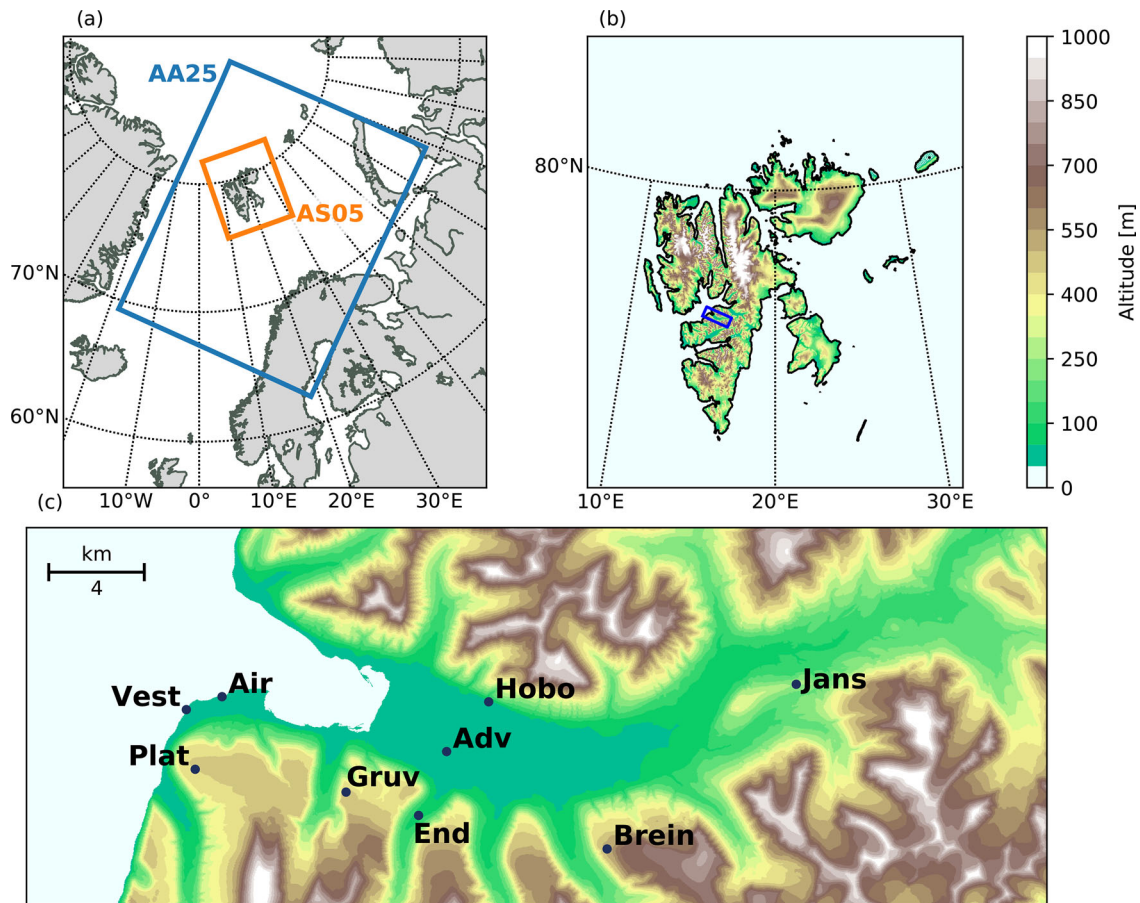 (a)
(b)
AA25
AS05
70°N
60°N
10°W
0°
10°E
20°E
30°E
80°N
10°E
20°E
30°E
1000
850
700
550
400
250
100
0
Altitude [m]
(c)
km
4
Vest
Air
Plat
Gruv
End
Adv
Hobo
Brein
Jans